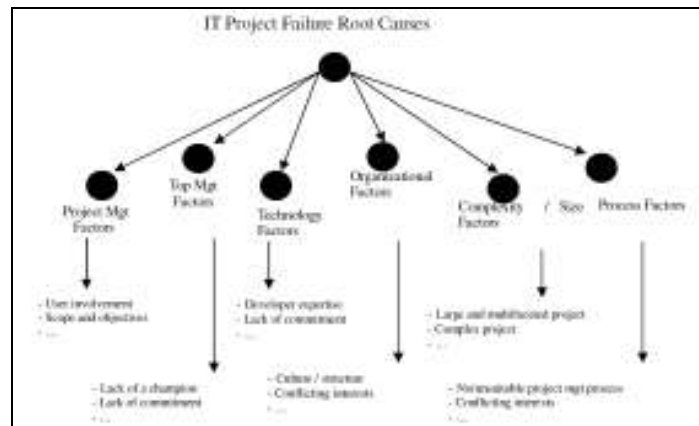 IT Project Failure Root Causes
Project Mgt
Factors
Top Mgt
Factors
Technology
Factors
Organizational
Factors
Complexity / Size
Factors
Process Factors
- User involvement
- Scope and objectives
- ...
- Lack of a champion
- Lack of commitment
- ...
- Developer expertise
- Lack of commitment
- ...
- Culture / structure
- Conflicting interests
- ...
- Large and multifaceted project
- Complex project
- ...
- project mgt process
- Conflicting interests
- ...